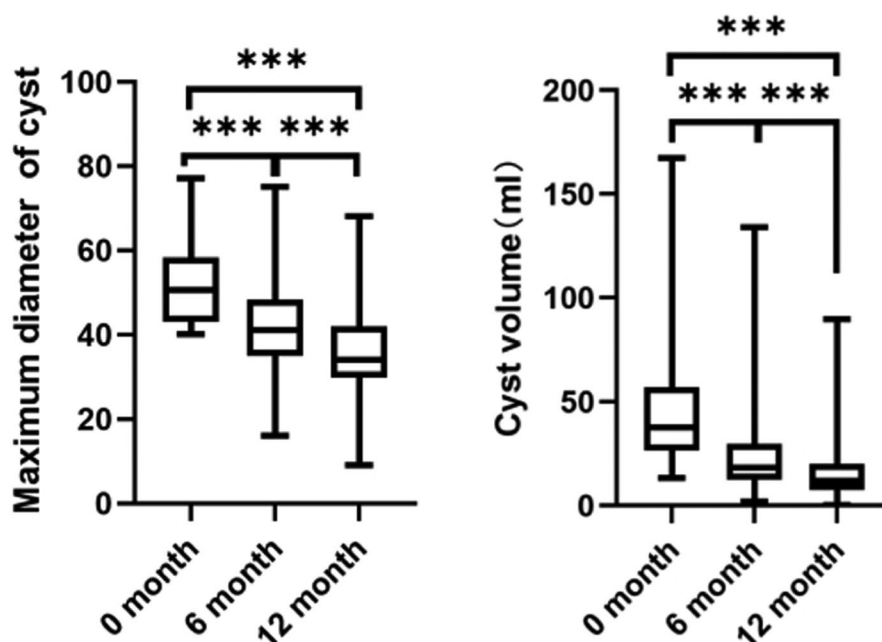 Maximum diameter of cyst
100
80
60
40
20
0
***
*** ***
0 month
6 month
12 month
Cyst volume（ml）
200
150
100
50
0
***
*** ***
0 month
6 month
12 month